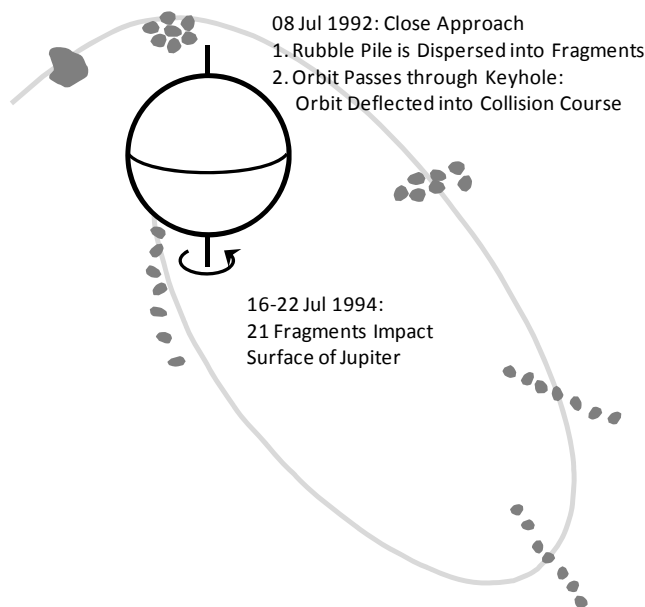 08 Jul 1992: Close Approach
1. Rubble Pile is Dispersed into Fragments
2. Orbit Passes through Keyhole:
Orbit Deflected into Collision Course
16-22 Jul 1994:
21 Fragments Impact
Surface of Jupiter